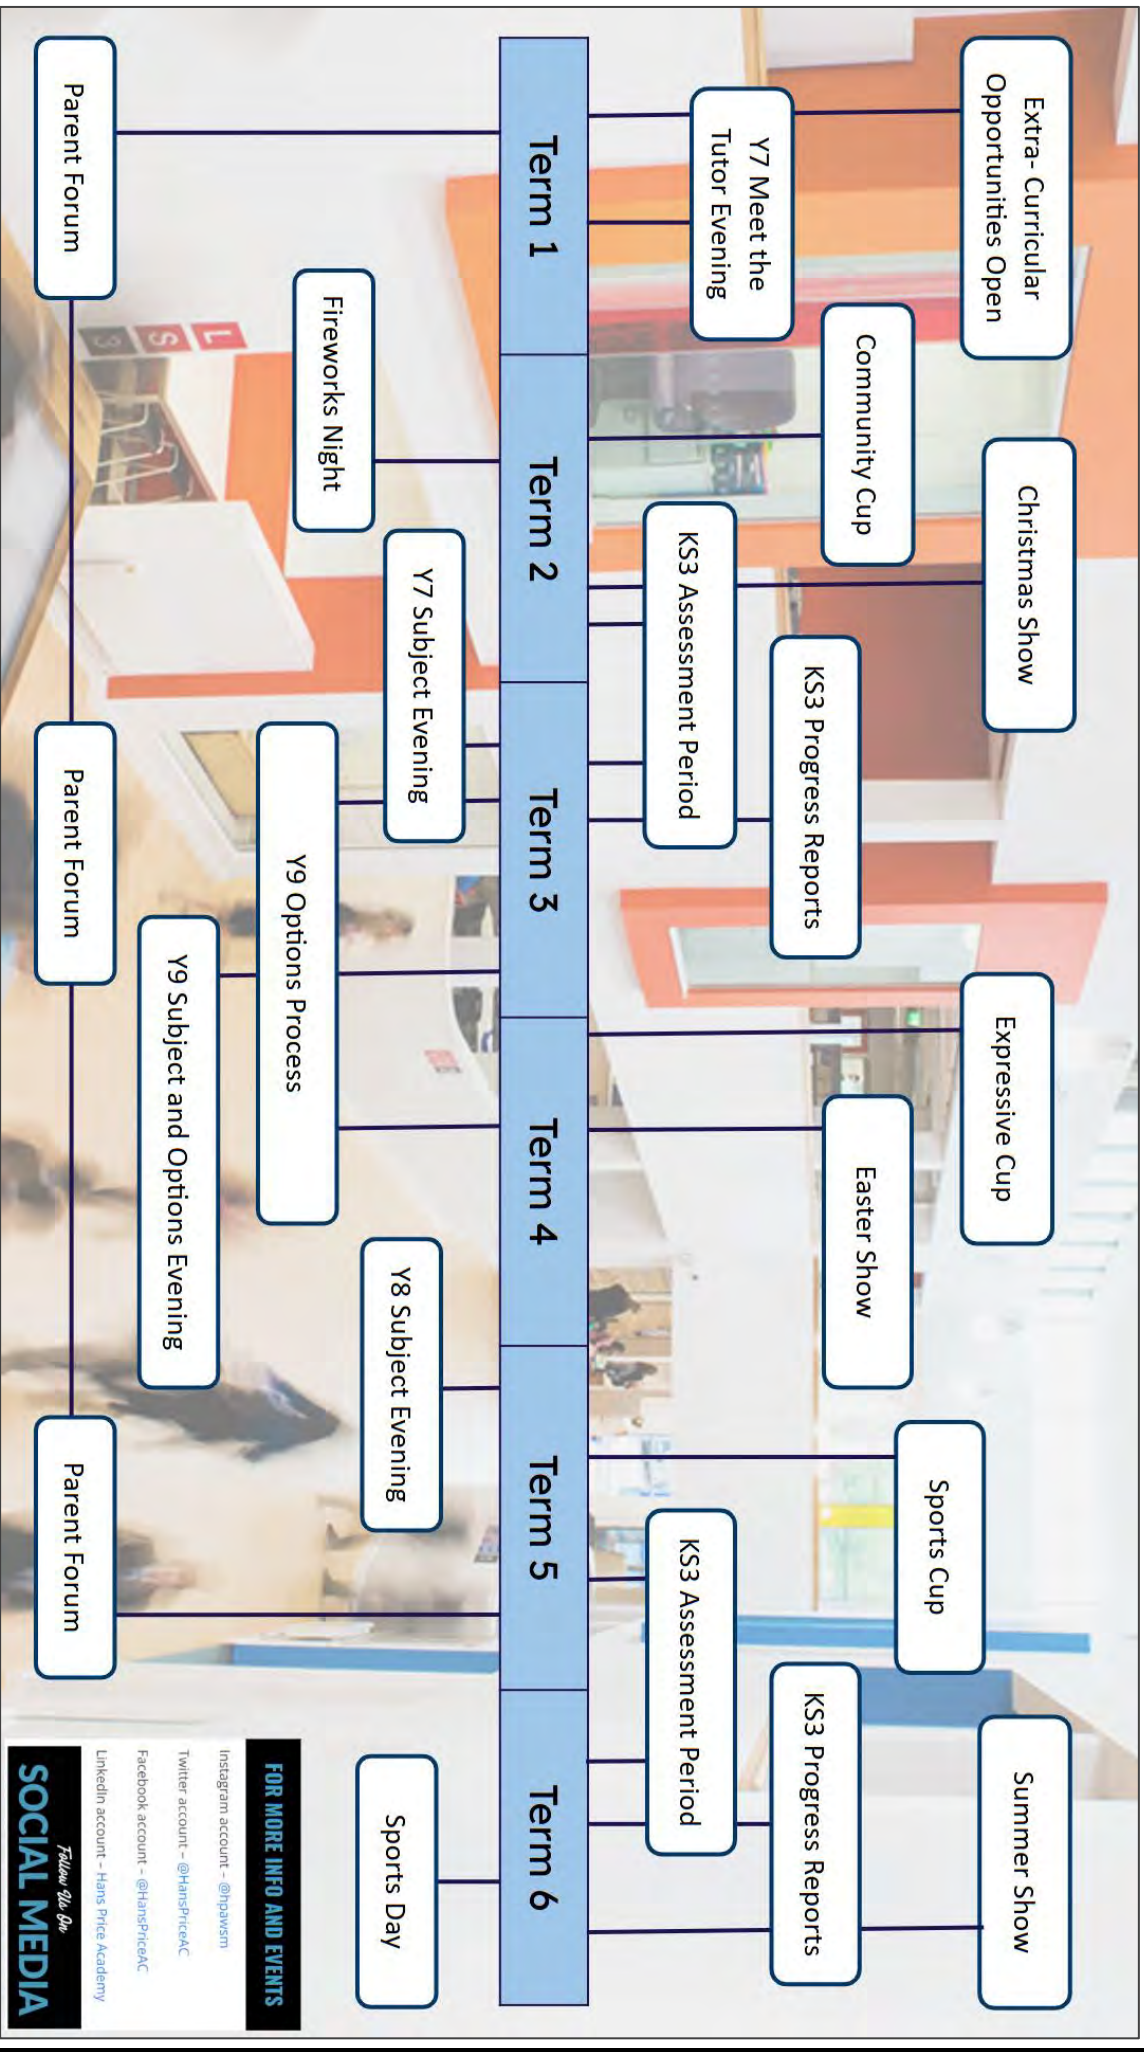 Extra- Curricular
Opportunities Open
Christmas Show
Expressive Cup
Summer Show
Community Cup
Easter Show
Sports Cup
Y7 Meet the
Tutor Evening
KS3 Progress Reports
KS3 Progress Reports
KS3 Assessment Period
KS3 Assessment Period
Term 1
Term 2
Term 3
Term 4
Term 5
Term 6
Y7 Subject Evening
Y8 Subject Evening
Sports Day
Fireworks Night
Y9 Options Process
Y9 Subject and Options Evening
Parent Forum
Parent Forum
Parent Forum
FOR MORE INFO AND EVENTS
Instagram account – @hpawsm
Twitter account – @HansPriceAC
Facebook account – @HansPriceAC
LinkedIn account – Hans Price Academy
Follow Us On
SOCIAL MEDIA
L
S
3